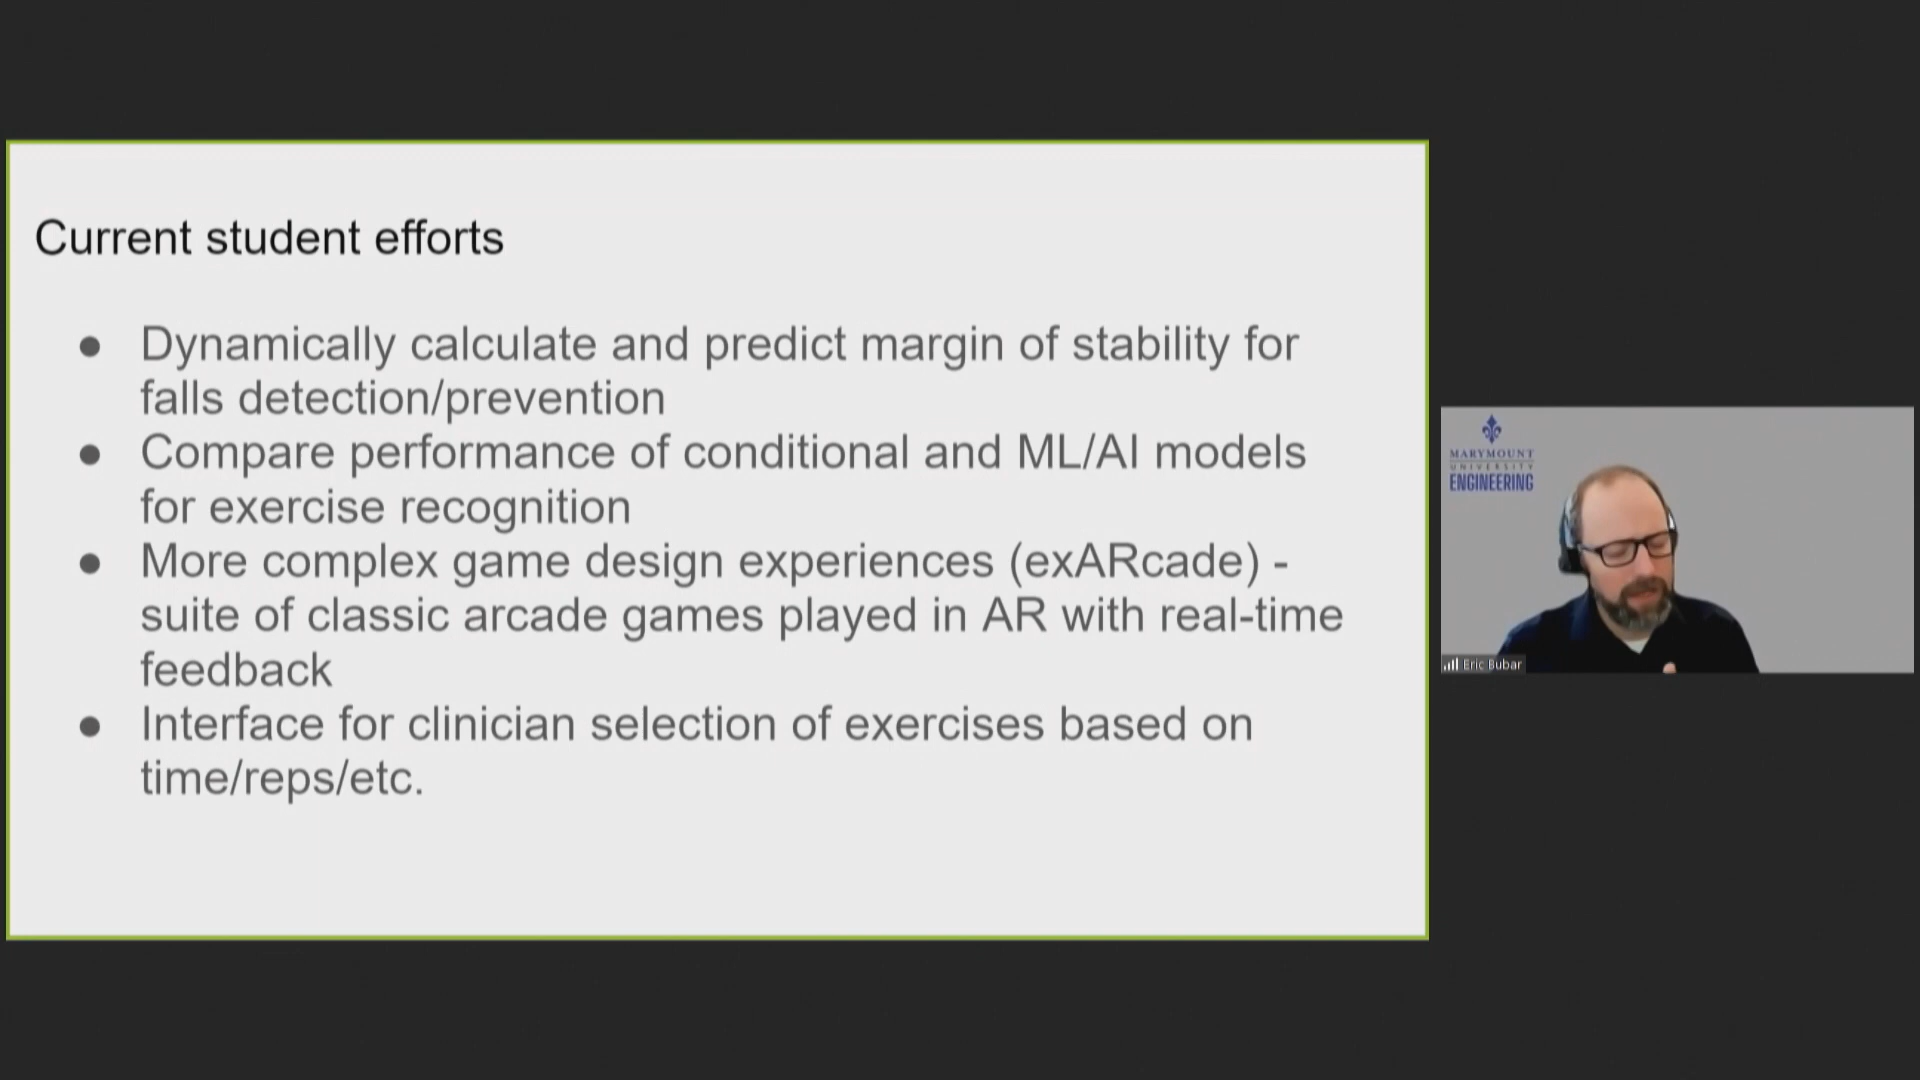 Current student efforts
● Dynamically calculate and predict margin of stability for
falls detection/prevention
● Compare performance of conditional and ML/AI models
for exercise recognition
● More complex game design experiences (exARcade) -
suite of classic arcade games played in AR with real-time
feedback
● Interface for clinician selection of exercises based on
time/reps/etc.
MARYMOUNT
UNIVERSITY
ENGINEERING
Eric Bubar